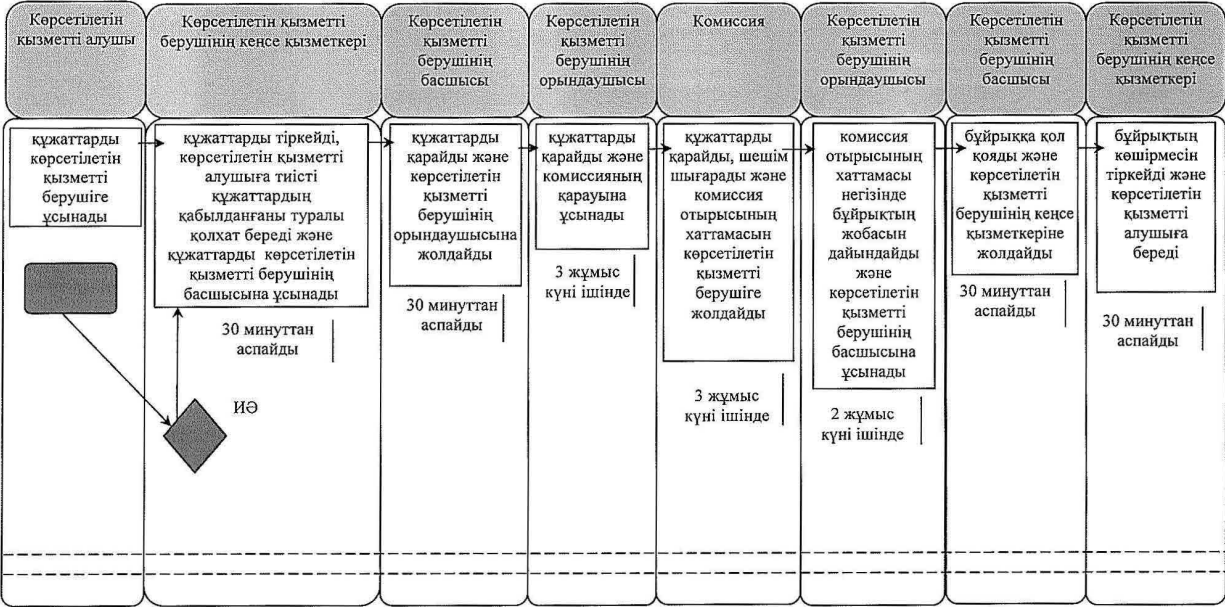 Көрсетілетін
қызметті алушы
Көрсетілетін қызметті
берушінің кеңсе қызметкері
Көрсетілетін
қызметті
берушінің
басшысы
Көрсетілетін
қызметті
берушінің
орындаушысы
Комиссия
Көрсетілетін
қызметті
берушінің
орындаушысы
Көрсетілетін
қызметті
берушінің
басшысы
Көрсетілетін
қызметті
берушінің кеңсе
қызметкері
құжаттарды
көрсетілетін
қызметті
берушіге
ұсынады
құжаттарды тіркейді,
көрсетілетін қызметті
алушыға тиісті
құжаттардың
қабылданғаны туралы
қолхат береді және
құжаттарды көрсетілетін
қызметті берушінің
басшысына ұсынады
30 минуттан
аспайды
ИӘ
құжаттарды
қарайды және
көрсетілетін
қызметті
берушінің
орындаушысына
жолдайды
30 минуттан
аспайды
құжаттарды
қарайды және
комиссияның
қарауына
ұсынады
3 жұмыс
күні ішінде
құжаттарды
қарайды, шешім
шығарады және
комиссия
отырысының
хаттамасын
көрсетілетін
қызметті
берушіге
жолдайды
3 жұмыс
күні ішінде
комиссия
отырысының
хаттамасы
негізінде
бұйрықтың
жобасын
дайындайды
және
көрсетілетін
қызметті
берушінің
басшысына
ұсынады
2 жұмыс
күні ішінде
бұйрыққа қол
қояды және
көрсетілетін
қызметті
берушінің кеңсе
қызметкеріне
жолдайды
30 минуттан
аспайды
бұйрықтың
көшірмесін
тіркейді және
көрсетілетін
қызметті
алушыға
береді
30 минуттан
аспайды